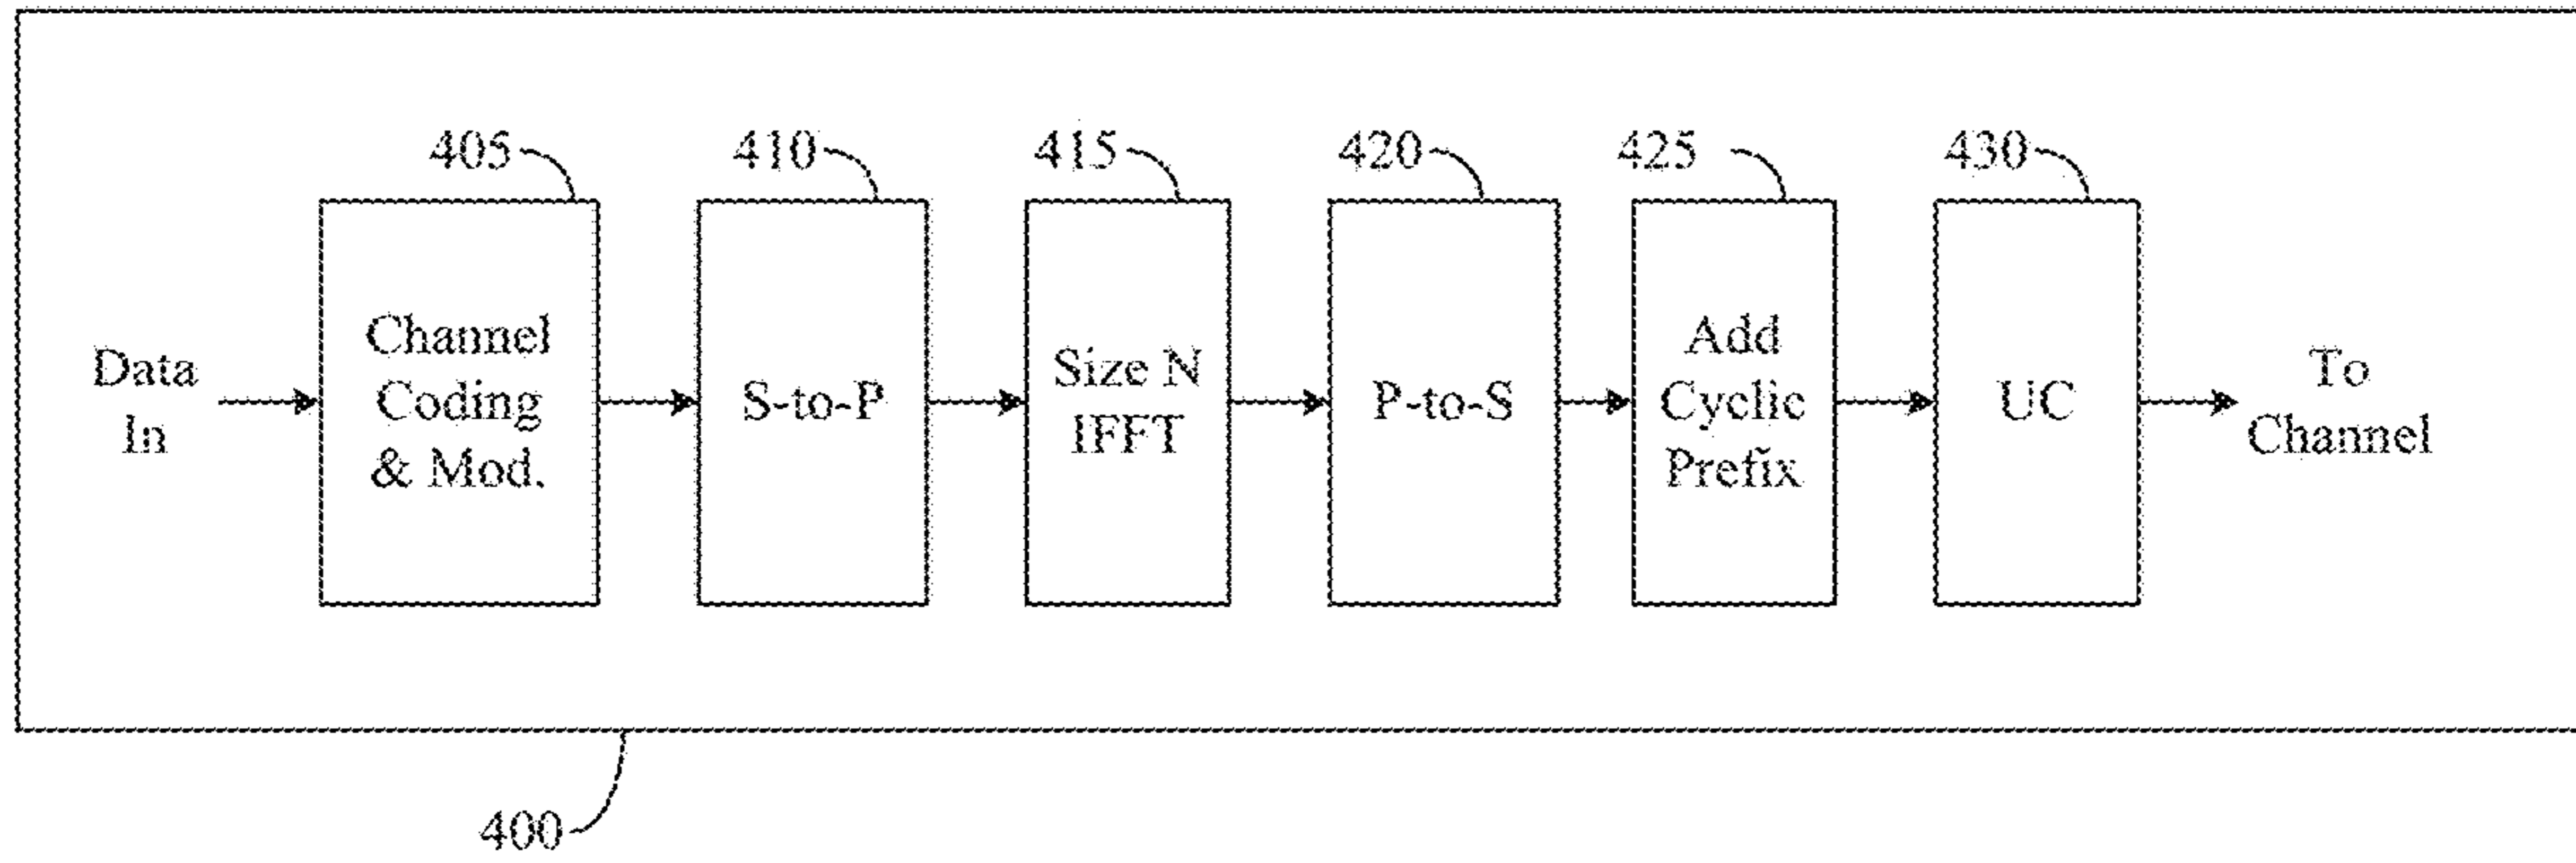 405
410
415
420
425
430
Data
In
Channel
Coding
& Mod.
S-to-P
Size N
IFFT
P-to-S
Add
Cyclic
Prefix
UC
To
Channel
400